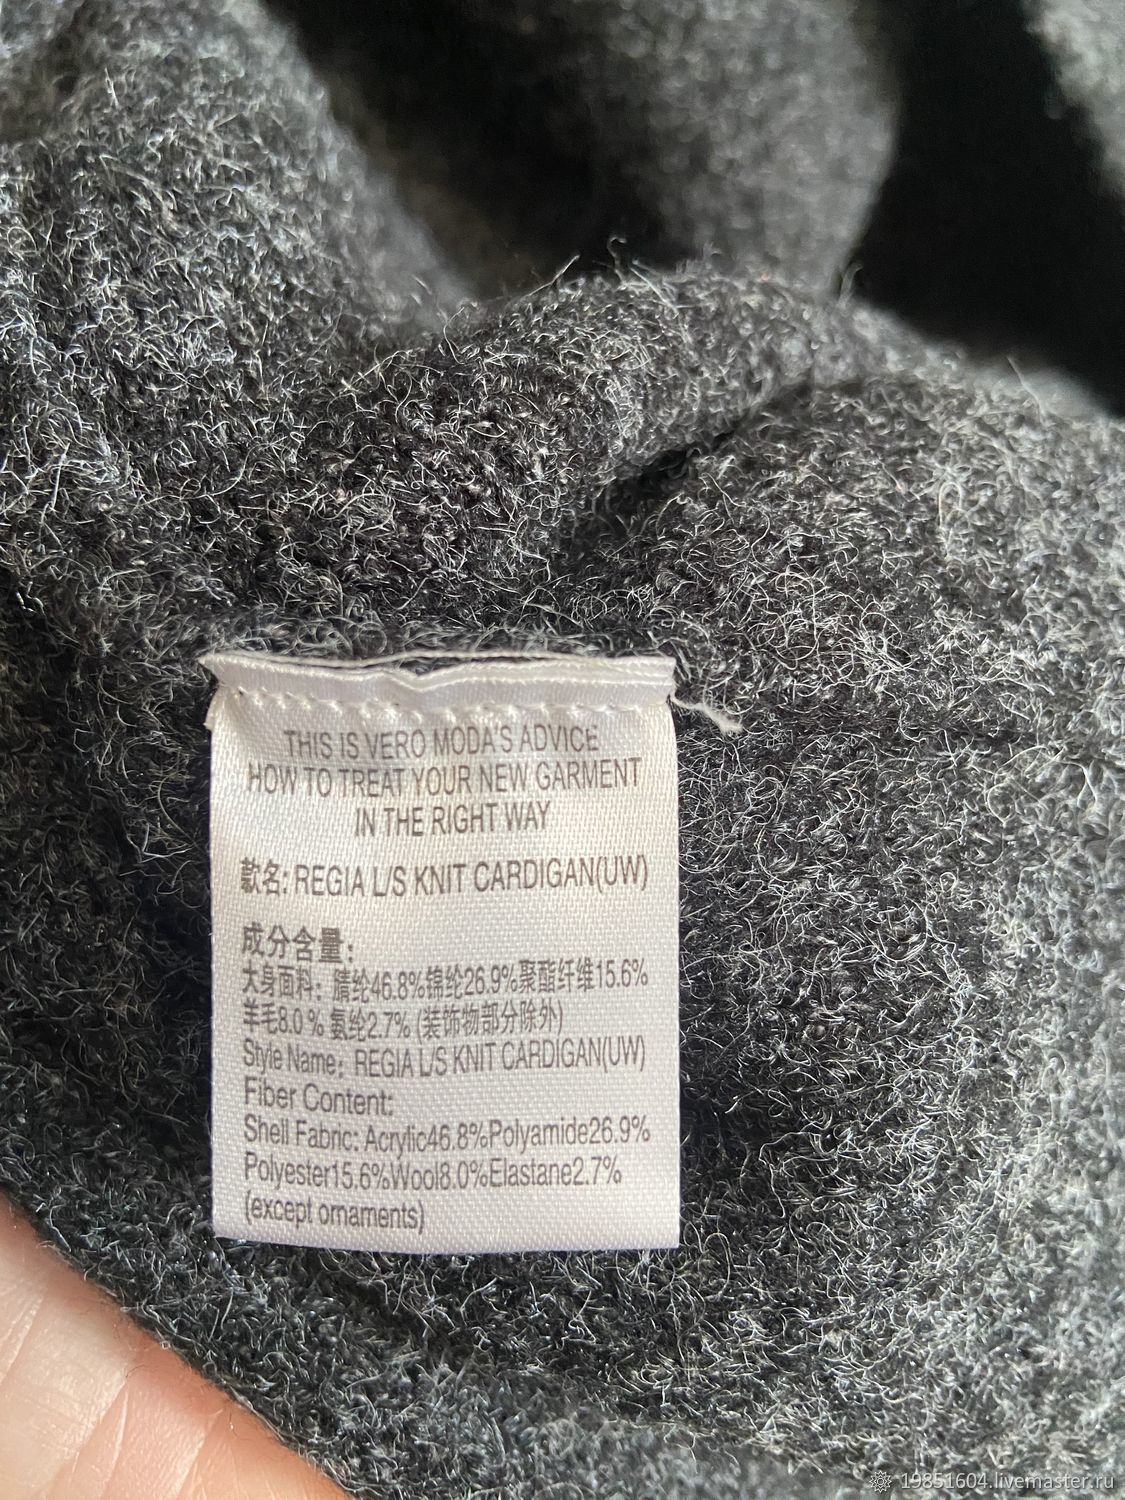 THIS IS VERO MODA'S ADVICE
HOW TO TREAT YOUR NEW GARMENT
IN THE RIGHT WAY
款名: REGIA L/S KNIT CARDIGAN(UW)
成分含量:
大身面料: 腈纶46.8%锦纶26.9%聚酯纤维15.6%
羊毛8.0 % 氨纶2.7% (装饰物部分除外)
Style Name: REGIA L/S KNIT CARDIGAN(UW)
Fiber Content:
Shell Fabric: Acrylic46.8%Polyamide26.9%
Polyester15.6%Wool8.0%Elastane2.7%
(except ornaments)
19851604.livemaster.ru